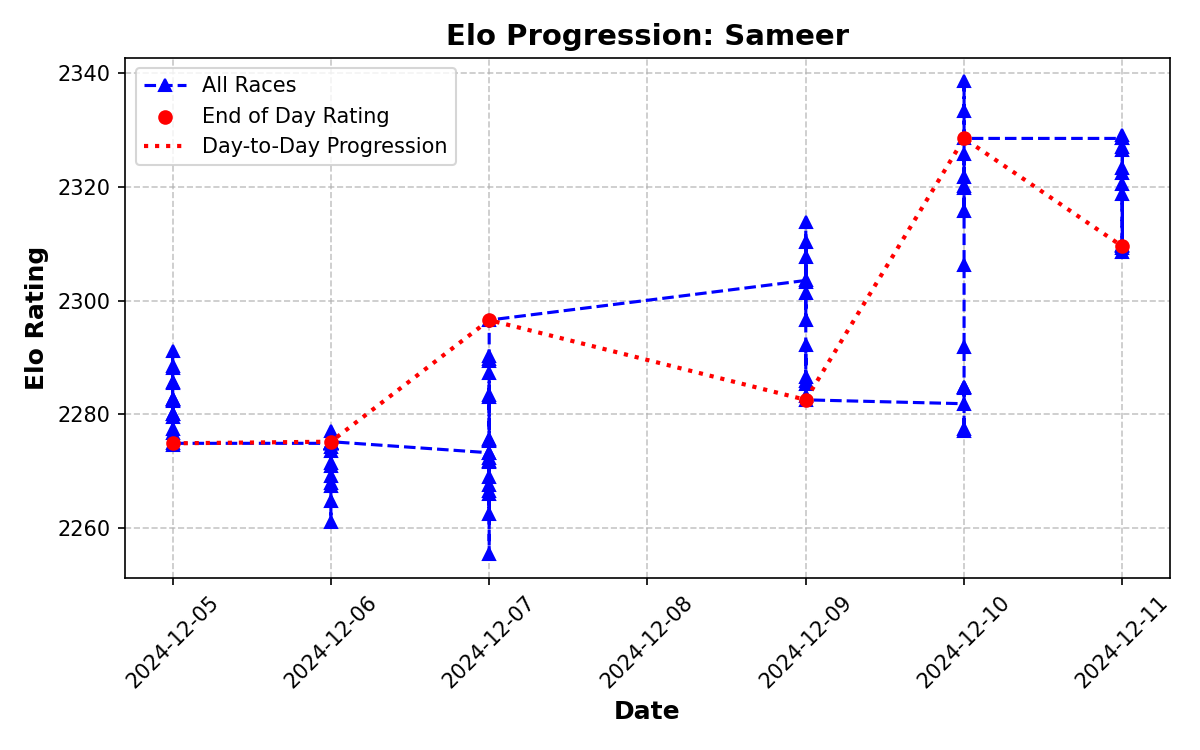 Elo Progression: Sameer
All Races
End of Day Rating
Day-to-Day Progression
Elo Rating
2340
2320
2300
2280
2260
2024-12-05
2024-12-06
2024-12-07
2024-12-08
2024-12-09
2024-12-10
2024-12-11
Date